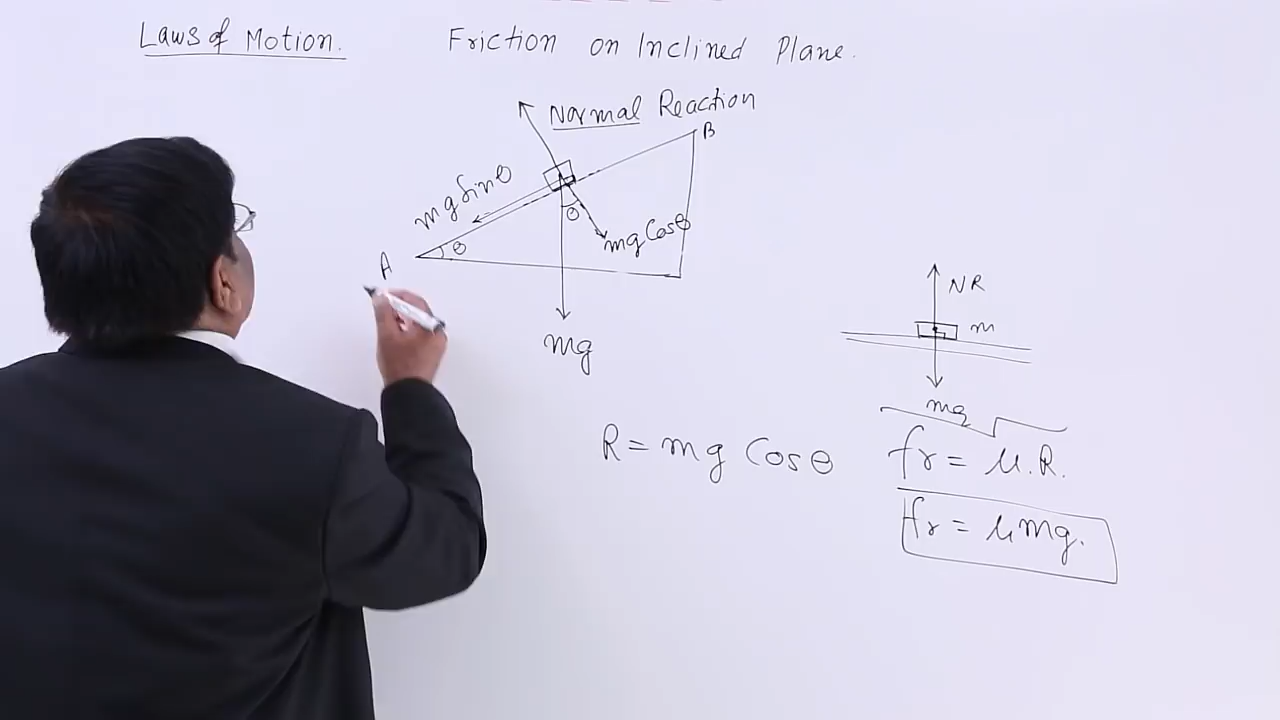 Laws of Motion.
Friction on Inclined Plane.
Normal Reaction
B
mg Sinθ
θ
θ
mg Cosθ
A
mg
NR
m
mg
R = mg Cosθ
fr = μ.R.
fr = μmg.